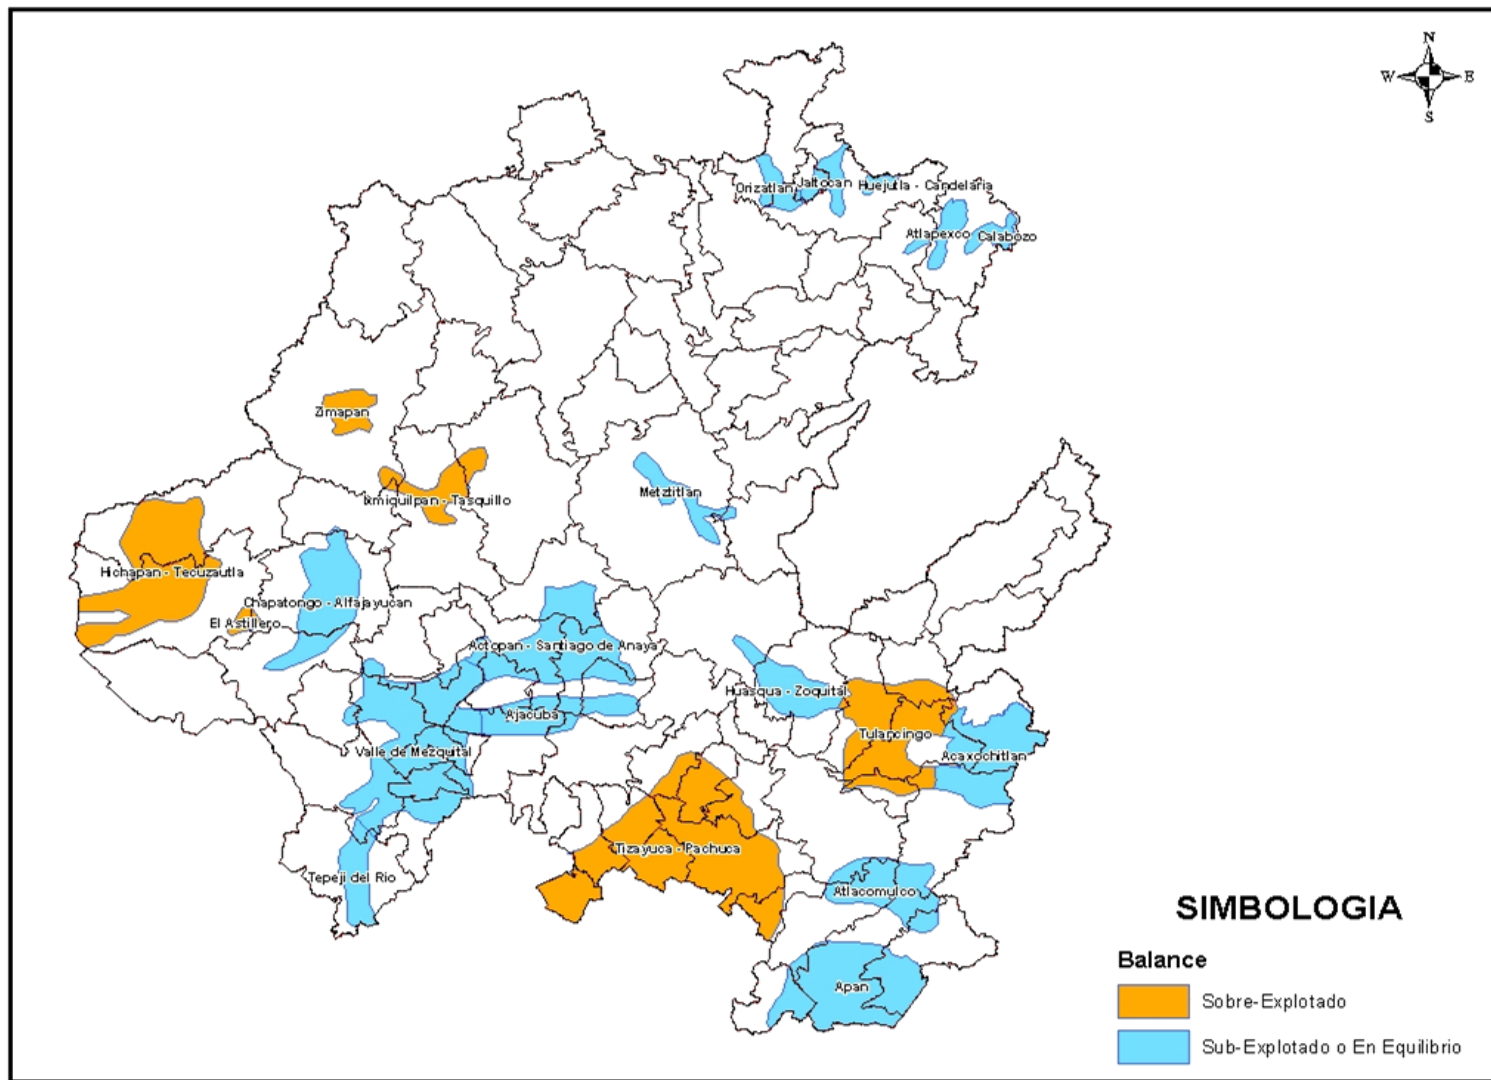 N
W E
S
Orizatlan
Jaltocan
Huejutla - Candelaria
Atlapexco
Calabozo
Zimapan
Ixmiquilpan - Tasquillo
Metztitlan
Hichapan - Tecuzautla
Chapatongo - Alfajayucan
El Astillero
Actopan - Santiago de Anaya
Huasqua - Zoquital
Ajacuba
Tulancingo
Valle de Mezquital
Acaxochitlan
Tizayuca - Pachuca
Tepeji del Rio
Atlacomulco
Apan
SIMBOLOGIA
Balance
Sobre-Explotado
Sub-Explotado o En Equilibrio